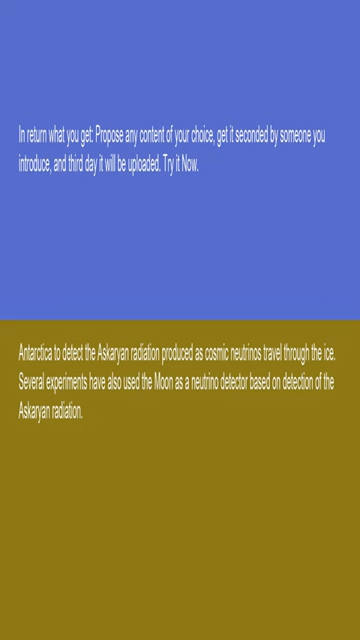 In return what you get: Propose any content of your choice, get it seconded by someone you
introduce, and third day it will be uploaded. Try it Now.
Antarctica to detect the Askaryan radiation produced as cosmic neutrinos travel through the ice.
Several experiments have also used the Moon as a neutrino detector based on detection of the
Askaryan radiation.